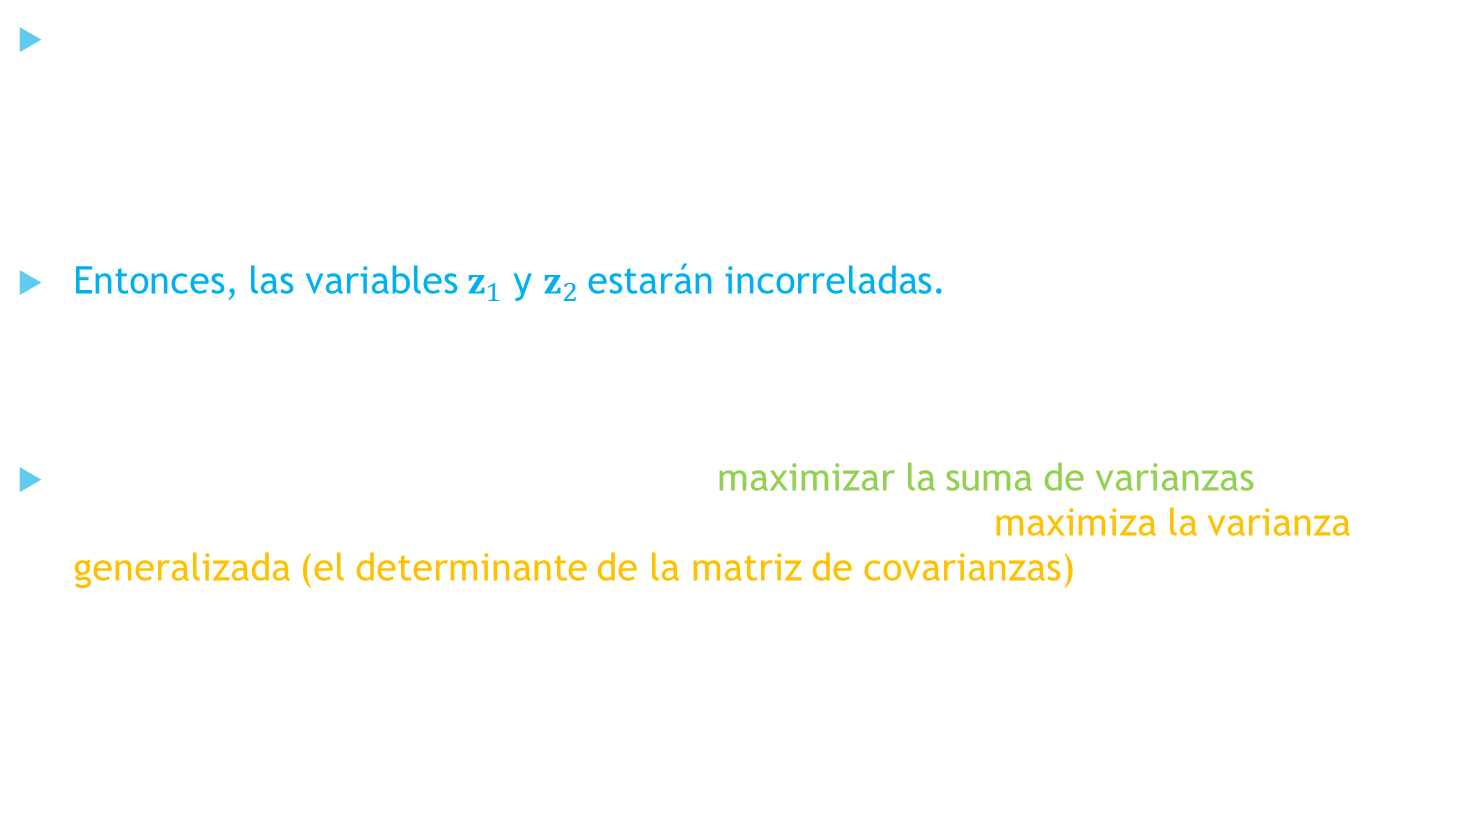 Entonces, las variables z₁ y z₂ estarán incorreladas.
maximizar la suma de varianzas
maximiza la varianza
generalizada (el determinante de la matriz de covarianzas)